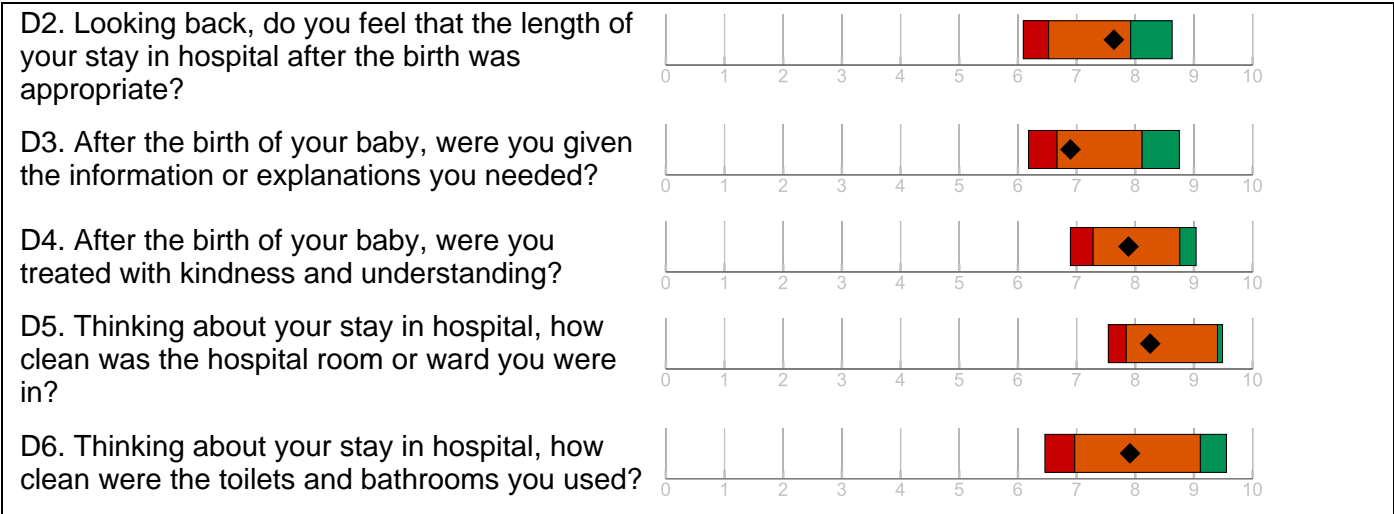 D2. Looking back, do you feel that the length of
your stay in hospital after the birth was
appropriate?
0 1 2 3 4 5 6 7 8 9 10
D3. After the birth of your baby, were you given
the information or explanations you needed?
0 1 2 3 4 5 6 7 8 9 10
D4. After the birth of your baby, were you
treated with kindness and understanding?
0 1 2 3 4 5 6 7 8 9 10
D5. Thinking about your stay in hospital, how
clean was the hospital room or ward you were
in?
0 1 2 3 4 5 6 7 8 9 10
D6. Thinking about your stay in hospital, how
clean were the toilets and bathrooms you used?
0 1 2 3 4 5 6 7 8 9 10